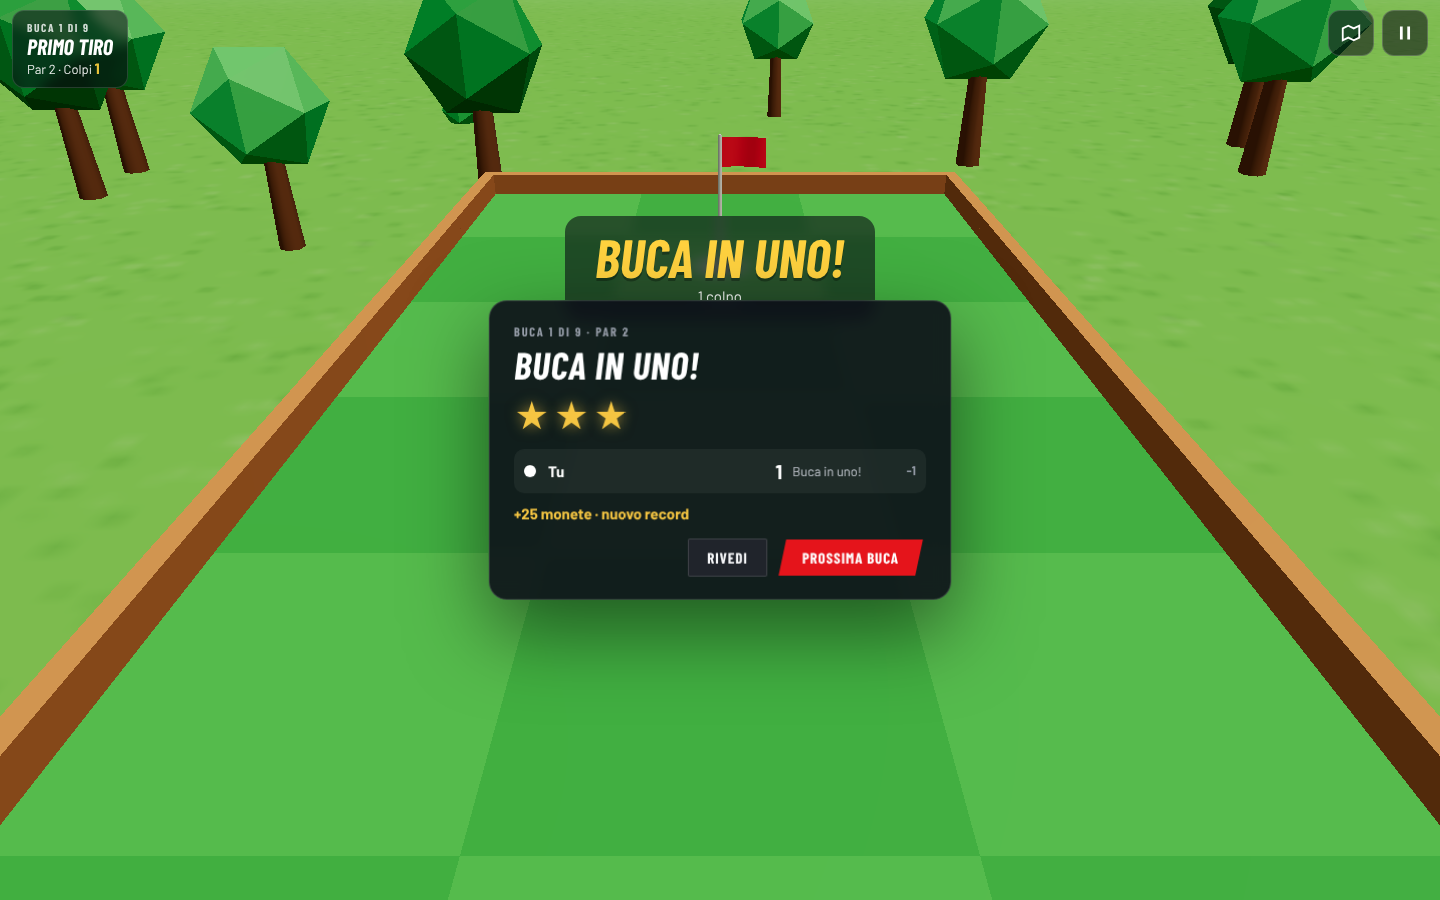 BUCA 1 DI 9
PRIMO TIRO
Par 2 · Colpi 1
BUCA IN UNO!
1 colpo
BUCA 1 DI 9 · PAR 2
BUCA IN UNO!
Tu 1 Buca in uno! -1
+25 monete · nuovo record
RIVEDI PROSSIMA BUCA